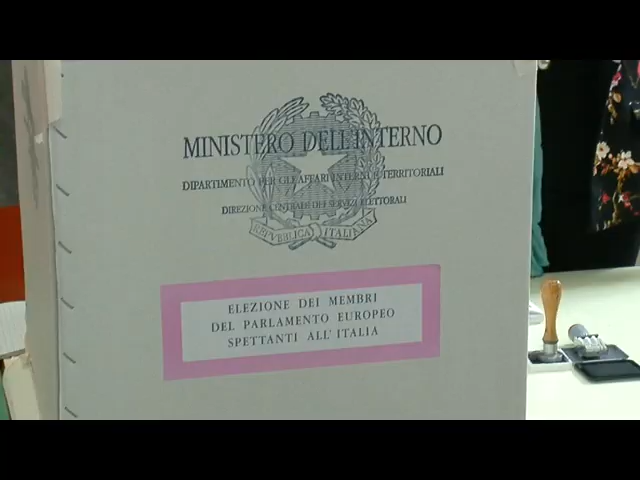 MINISTERO DELL'INTERNO
DIPARTIMENTO PER GLI AFFARI INTERNI E TERRITORIALI
DIREZIONE CENTRALE DEI SERVIZI ELETTORALI
REPVBBLICA ITALIANA
ELEZIONE DEI MEMBRI
DEL PARLAMENTO EUROPEO
SPETTANTI ALL'ITALIA